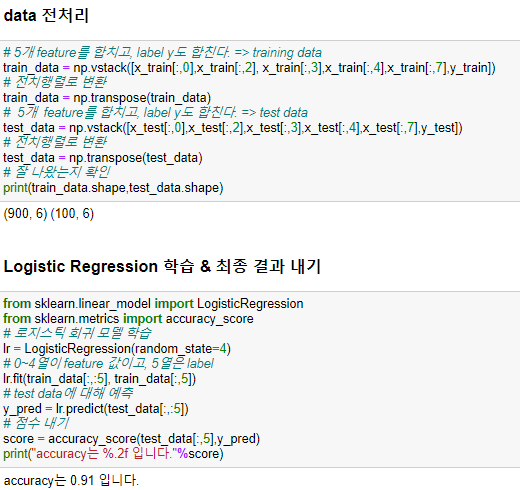 data 전처리
# 5개 feature를 합치고, label y도 합친다. => training data
train_data = np.vstack([x_train[:,0],x_train[:,2], x_train[:,3],x_train[:,4],x_train[:,7],y_train])
# 전치행렬로 변환
train_data = np.transpose(train_data)
# 5개 feature를 합치고, label y도 합친다. => test data
test_data = np.vstack([x_test[:,0],x_test[:,2],x_test[:,3],x_test[:,4],x_test[:,7],y_test])
# 전치행렬로 변환
test_data = np.transpose(test_data)
# 잘 나왔는지 확인
print(train_data.shape,test_data.shape)
(900, 6) (100, 6)
Logistic Regression 학습 & 최종 결과 내기
from sklearn.linear_model import LogisticRegression
from sklearn.metrics import accuracy_score
# 로지스틱 회귀 모델 학습
lr = LogisticRegression(random_state=4)
# 0~4열이 feature 값이고, 5열은 label
lr.fit(train_data[:,:5], train_data[:,5])
# test data에 대해 예측
y_pred = lr.predict(test_data[:,:5])
# 점수 내기
score = accuracy_score(test_data[:,5],y_pred)
print("accuracy는 %.2f 입니다."%score)
accuracy는 0.91 입니다.